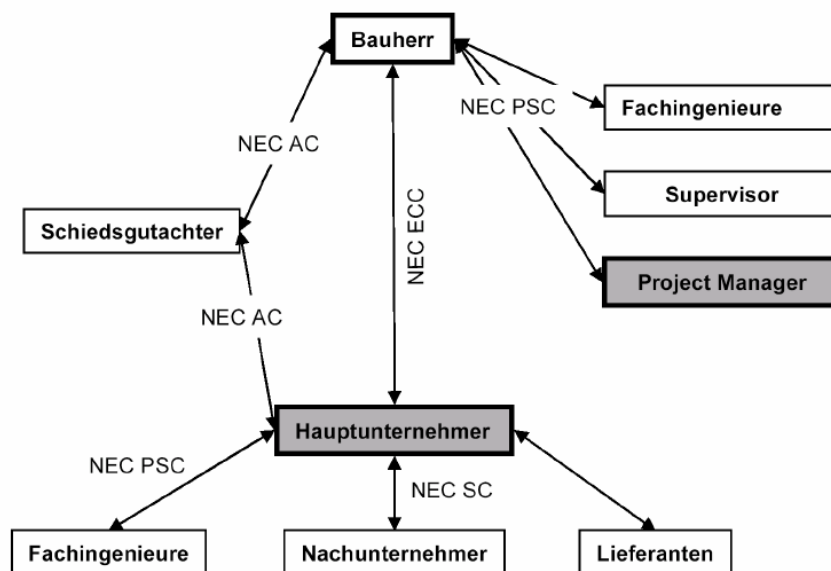 Bauherr
NEC PSC
Fachingenieure
NEC AC
Supervisor
Schiedsgutachter
NEC ECC
Project Manager
NEC AC
Hauptunternehmer
NEC PSC
NEC SC
Fachingenieure
Nachunternehmer
Lieferanten